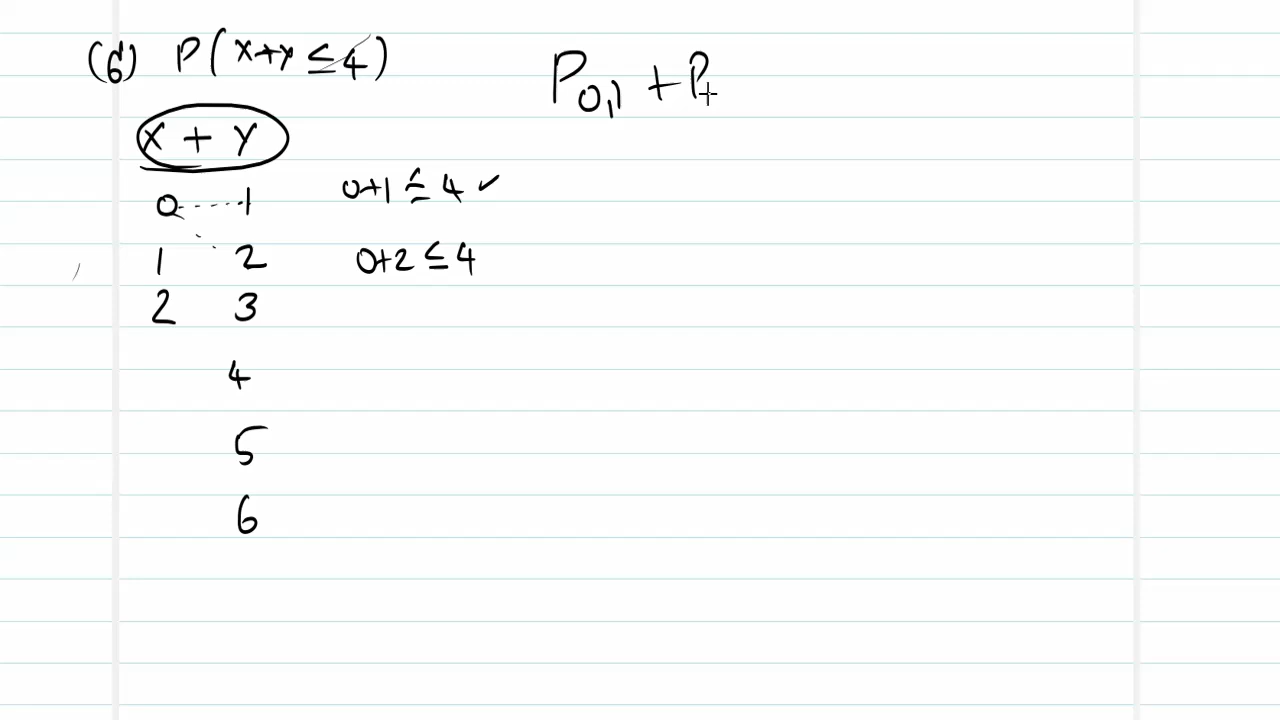 (6) P(x+y ≤ 4)
P0,1 + P
x + y
0 1 0+1 ≤ 4 ✓
1 2 0+2 ≤ 4
2 3
4
5
6